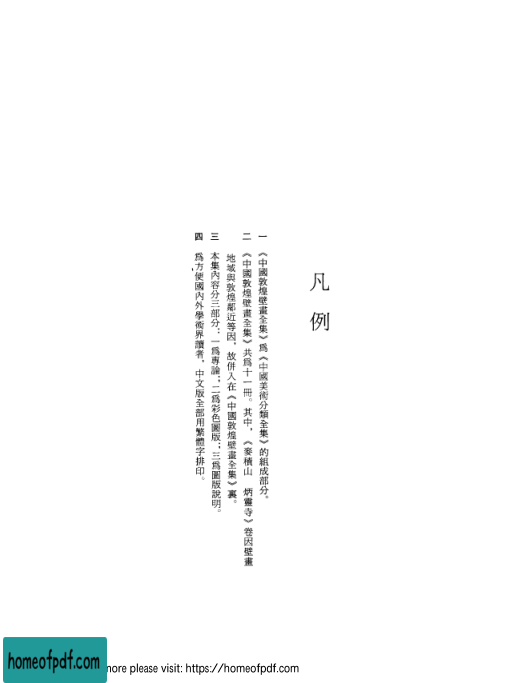 凡例
一 《中國敦煌壁畫全集》爲《中國美術分類全集》的組成部分。
二 《中國敦煌壁畫全集》共爲十一冊。其中，《麥積山 炳靈寺》卷因壁畫
地域與敦煌鄰近等因，故併入在《中國敦煌壁畫全集》裏。
三 本集內容分三部分：一爲專論；二爲彩色圖版；三爲圖版說明。
四 爲方便國內外學術界讀者，中文版全部用繁體字排印。
homeofpdf.com
more please visit: https://homeofpdf.com